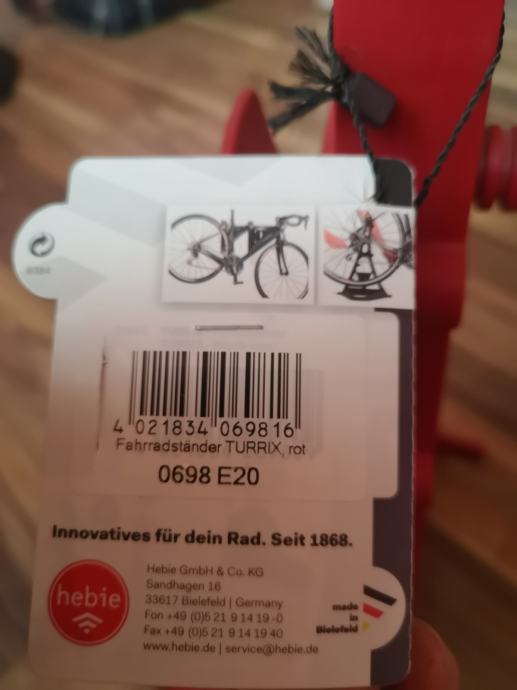 4 021834 069816
Fahrradständer TURRIX, rot
0698 E20
Innovatives für dein Rad. Seit 1868.
hebie
Hebie GmbH & Co. KG
Sandhagen 16
33617 Bielefeld | Germany
Fon +49 (0)5 21 9 14 19 -0
Fax +49 (0)5 21 9 14 19 40
www.hebie.de | service@hebie.de
made
in
Bielefeld